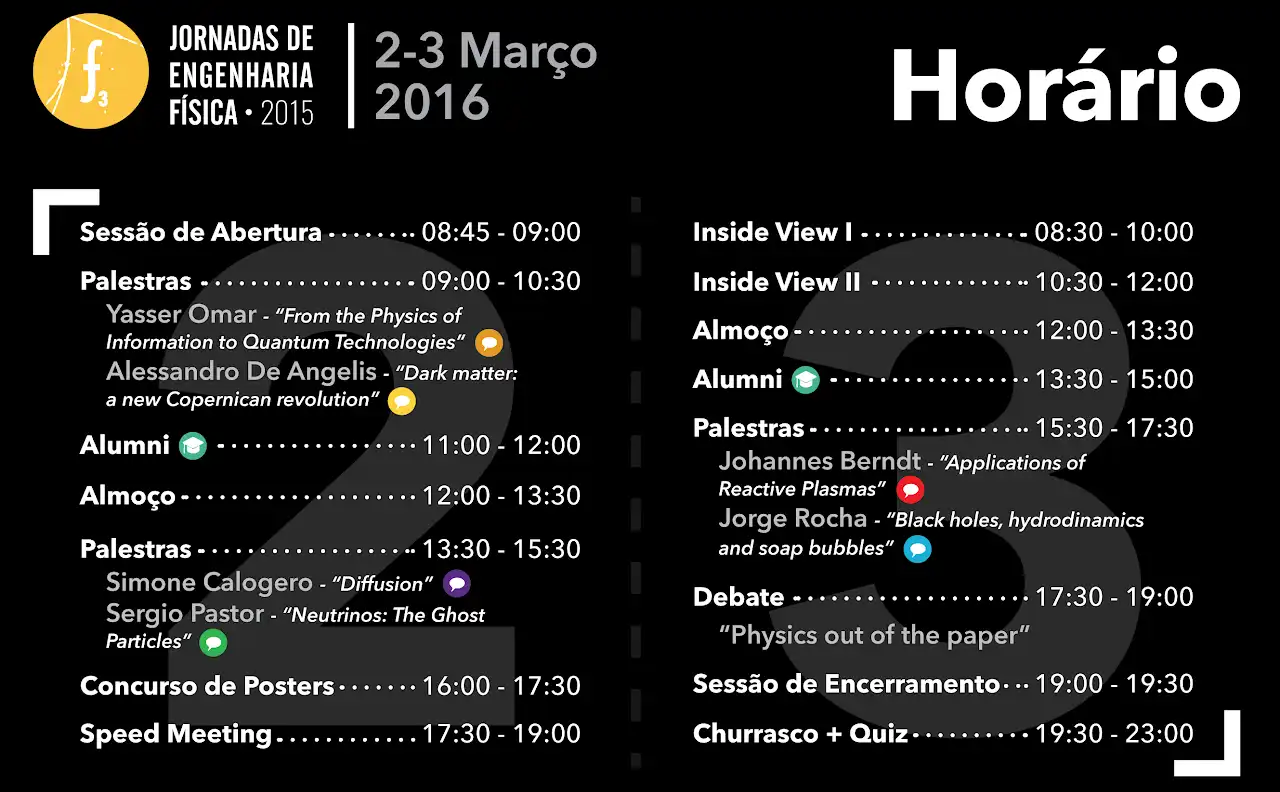 f3
JORNADAS DE
ENGENHARIA
FÍSICA • 2015
2-3 Março
2016
Horário
2
Sessão de Abertura ········ 08:45 - 09:00
Palestras ················· 09:00 - 10:30
Yasser Omar - “From the Physics of
Information to Quantum Technologies”
Alessandro De Angelis - “Dark matter:
a new Copernican revolution”
Alumni ················ 11:00 - 12:00
Almoço ·················· 12:00 - 13:30
Palestras ················· 13:30 - 15:30
Simone Calogero - “Diffusion”
Sergio Pastor - “Neutrinos: The Ghost
Particles”
Concurso de Posters ······· 16:00 - 17:30
Speed Meeting ············ 17:30 - 19:00
3
Inside View I ·············· 08:30 - 10:00
Inside View II ············· 10:30 - 12:00
Almoço ·················· 12:00 - 13:30
Alumni ················ 13:30 - 15:00
Palestras ················· 15:30 - 17:30
Johannes Berndt - “Applications of
Reactive Plasmas”
Jorge Rocha - “Black holes, hydrodinamics
and soap bubbles”
Debate ·················· 17:30 - 19:00
“Physics out of the paper”
Sessão de Encerramento ··· 19:00 - 19:30
Churrasco + Quiz ·········· 19:30 - 23:00